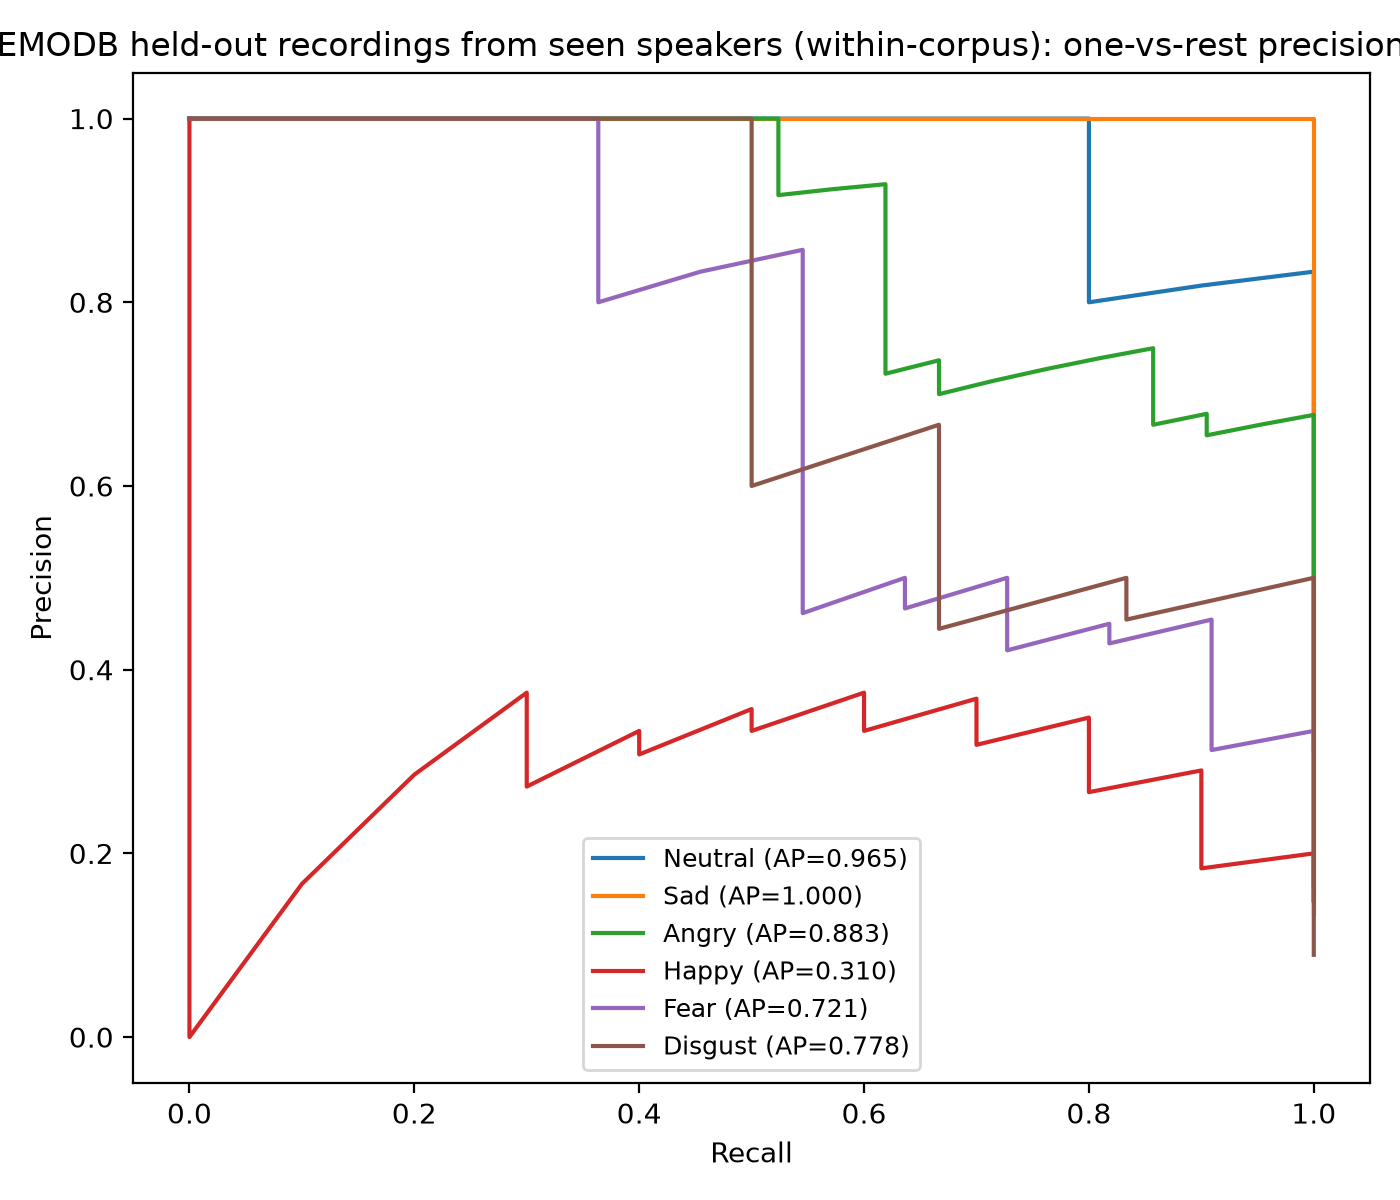 EMODB held-out recordings from seen speakers (within-corpus): one-vs-rest precision
1.0
0.8
0.6
0.4
0.2
0.0
Precision
Neutral (AP=0.965)
Sad (AP=1.000)
Angry (AP=0.883)
Happy (AP=0.310)
Fear (AP=0.721)
Disgust (AP=0.778)
0.0 0.2 0.4 0.6 0.8 1.0
Recall